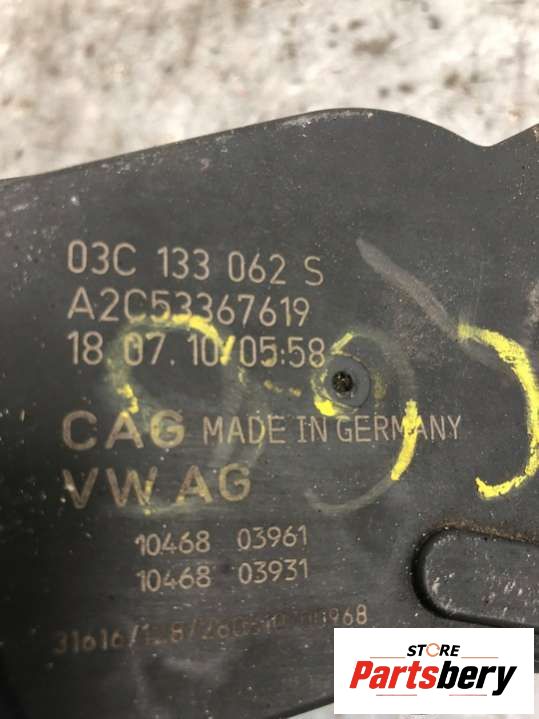 03C 133 062 S
A2C53367619
18.07.10/05:58
CAG MADE IN GERMANY
VW AG
10468 03961
10468 03931
STORE
Partsbery